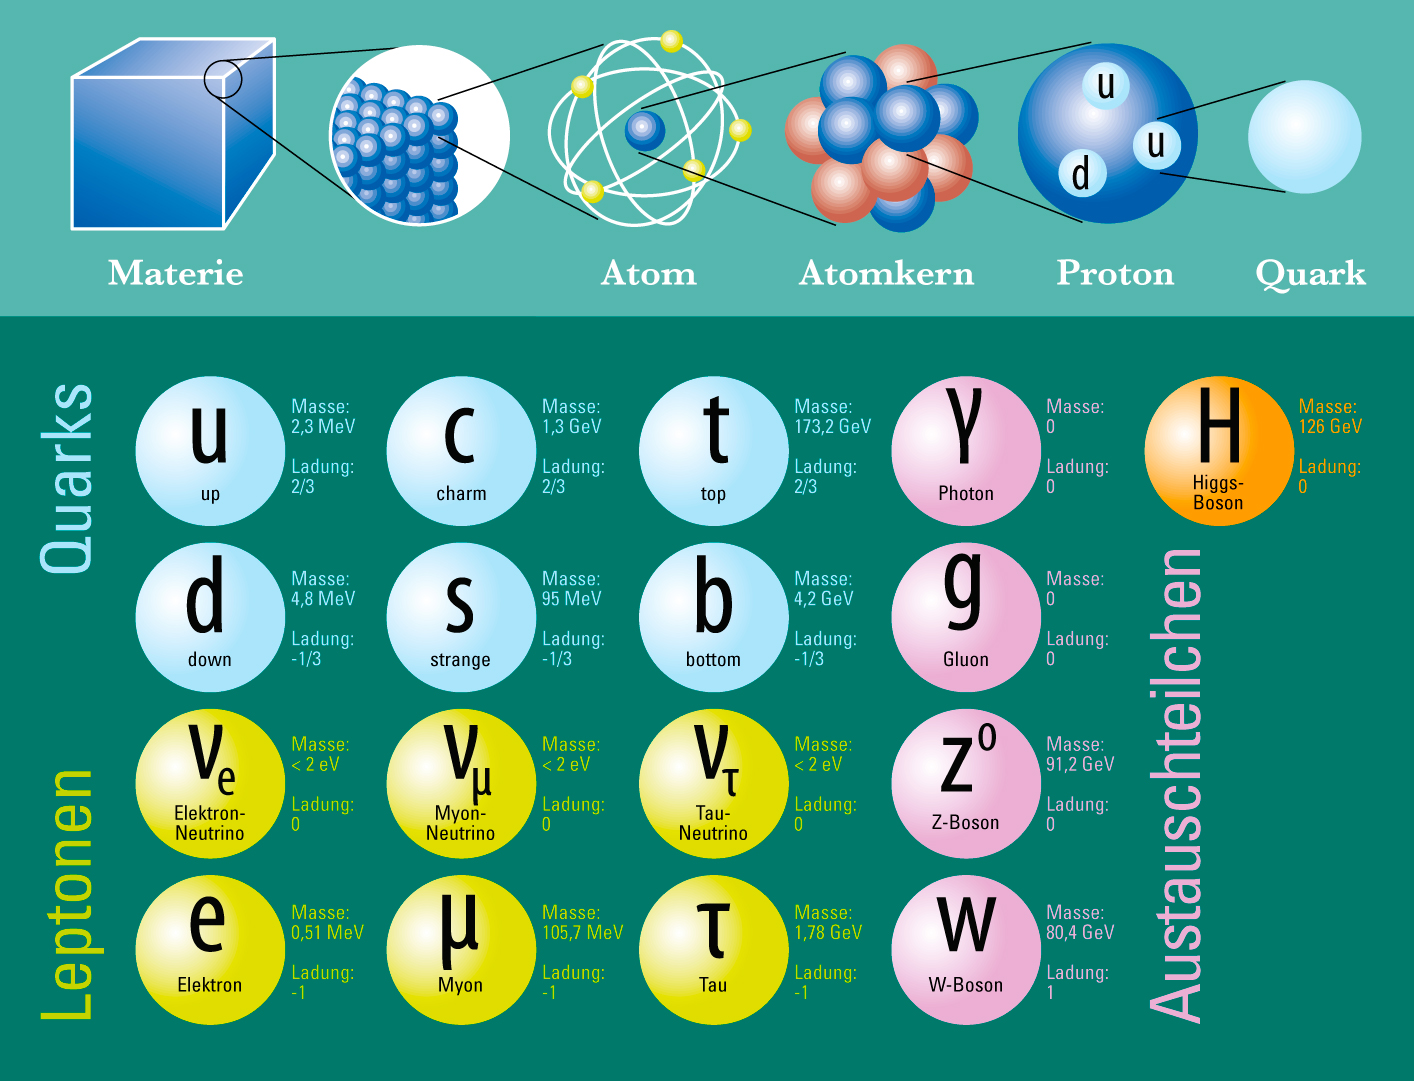 u
u
d
Materie
Atom
Atomkern
Proton
Quark
Quarks
u
up
Masse:
2,3 MeV
Ladung:
2/3
c
charm
Masse:
1,3 GeV
Ladung:
2/3
t
top
Masse:
173,2 GeV
Ladung:
2/3
γ
Photon
Masse:
0
Ladung:
0
H
Higgs-
Boson
Masse:
126 GeV
Ladung:
0
d
down
Masse:
4,8 MeV
Ladung:
-1/3
s
strange
Masse:
95 MeV
Ladung:
-1/3
b
bottom
Masse:
4,2 GeV
Ladung:
-1/3
g
Gluon
Masse:
0
Ladung:
0
Leptonen
νe
Elektron-
Neutrino
Masse:
< 2 eV
Ladung:
0
νμ
Myon-
Neutrino
Masse:
< 2 eV
Ladung:
0
ντ
Tau-
Neutrino
Masse:
< 2 eV
Ladung:
0
z⁰
Z-Boson
Masse:
91,2 GeV
Ladung:
0
e
Elektron
Masse:
0,51 MeV
Ladung:
-1
μ
Myon
Masse:
105,7 MeV
Ladung:
-1
τ
Tau
Masse:
1,78 GeV
Ladung:
-1
w
W-Boson
Masse:
80,4 GeV
Ladung:
1
Austauschteilchen